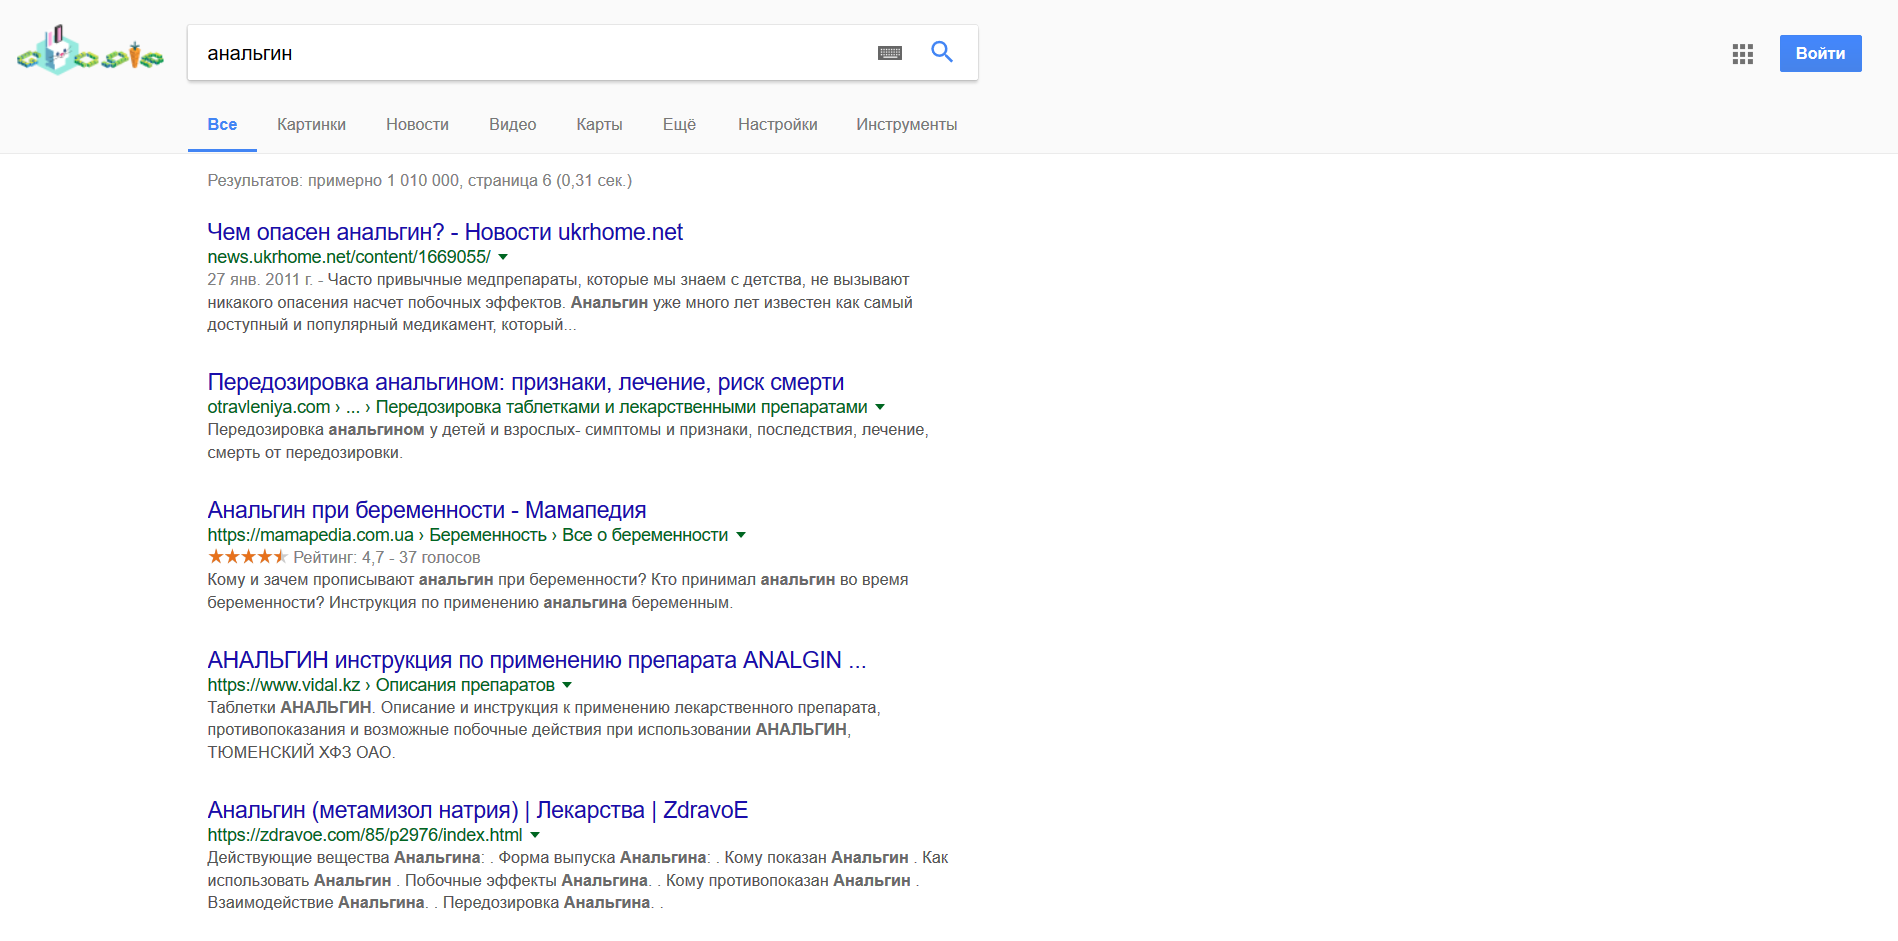 анальгин
Войти
Все Картинки Новости Видео Карты Ещё Настройки Инструменты
Результатов: примерно 1 010 000, страница 6 (0,31 сек.)
Чем опасен анальгин? - Новости ukrhome.net
news.ukrhome.net/content/1669055/
27 янв. 2011 г. - Часто привычные медпрепараты, которые мы знаем с детства, не вызывают
никакого опасения насчет побочных эффектов. Анальгин уже много лет известен как самый
доступный и популярный медикамент, который...
Передозировка анальгином: признаки, лечение, риск смерти
otravleniya.com › ... › Передозировка таблетками и лекарственными препаратами
Передозировка анальгином у детей и взрослых- симптомы и признаки, последствия, лечение,
смерть от передозировки.
Анальгин при беременности - Мамапедия
https://mamapedia.com.ua › Беременность › Все о беременности
Рейтинг: 4,7 - 37 голосов
Кому и зачем прописывают анальгин при беременности? Кто принимал анальгин во время
беременности? Инструкция по применению анальгина беременным.
АНАЛЬГИН инструкция по применению препарата ANALGIN ...
https://www.vidal.kz › Описания препаратов
Таблетки АНАЛЬГИН. Описание и инструкция к применению лекарственного препарата,
противопоказания и возможные побочные действия при использовании АНАЛЬГИН,
ТЮМЕНСКИЙ ХФЗ ОАО.
Анальгин (метамизол натрия) | Лекарства | ZdravoE
https://zdravoe.com/85/p2976/index.html
Действующие вещества Анальгина: . Форма выпуска Анальгина: . Кому показан Анальгин . Как
использовать Анальгин . Побочные эффекты Анальгина. . Кому противопоказан Анальгин .
Взаимодействие Анальгина. . Передозировка Анальгина. .